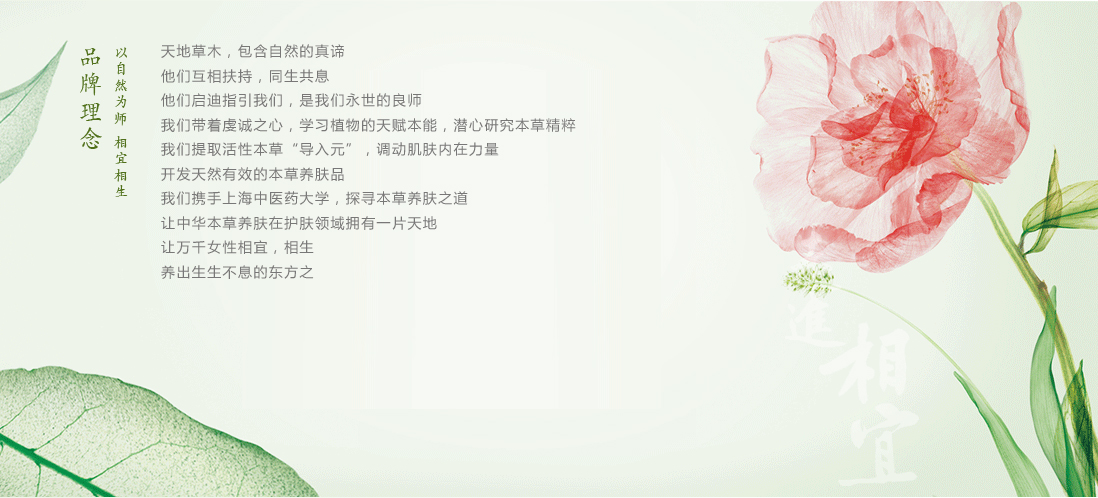 品牌理念
以自然为师 相宜相生
天地草木，包含自然的真谛
他们互相扶持，同生共息
他们启迪指引我们，是我们永世的良师
我们带着虔诚之心，学习植物的天赋本能，潜心研究本草精粹
我们提取活性本草“导入元”，调动肌肤内在力量
开发天然有效的本草养肤品
我们携手上海中医药大学，探寻本草养肤之道
让中华本草养肤在护肤领域拥有一片天地
让万千女性相宜，相生
养出生生不息的东方之
進
相宜